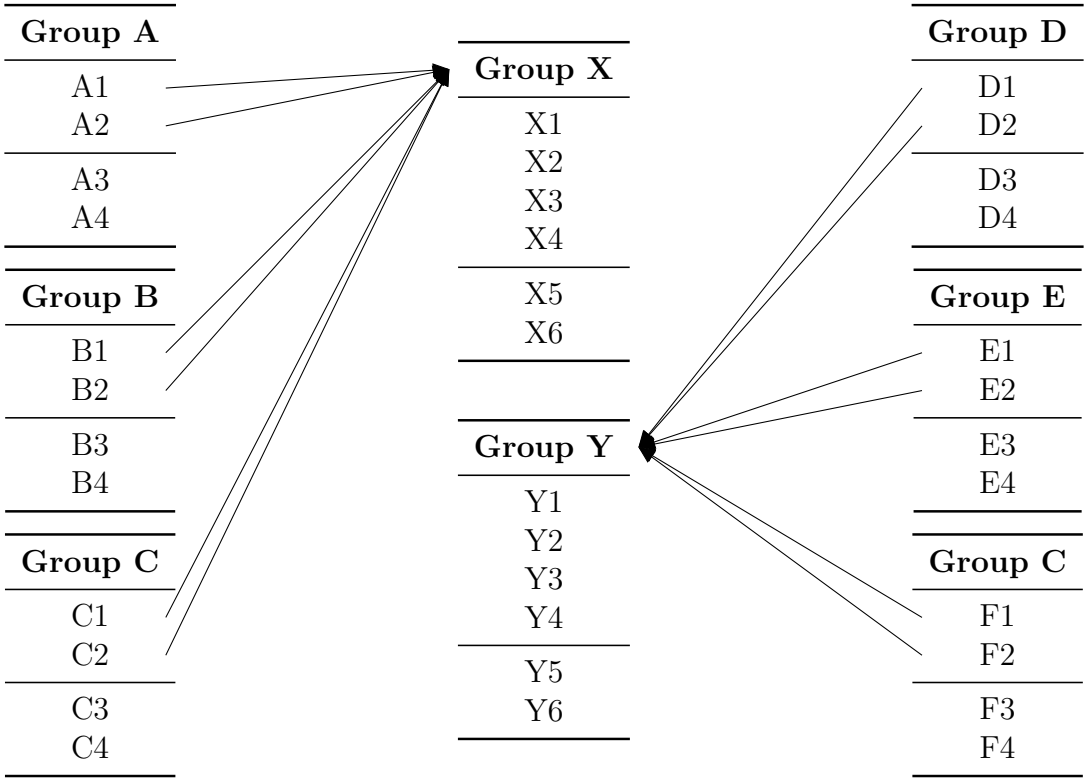 Group A
A1
A2
A3
A4
Group B
B1
B2
B3
B4
Group C
C1
C2
C3
C4
Group X
X1
X2
X3
X4
X5
X6
Group Y
Y1
Y2
Y3
Y4
Y5
Y6
Group D
D1
D2
D3
D4
Group E
E1
E2
E3
E4
Group C
F1
F2
F3
F4